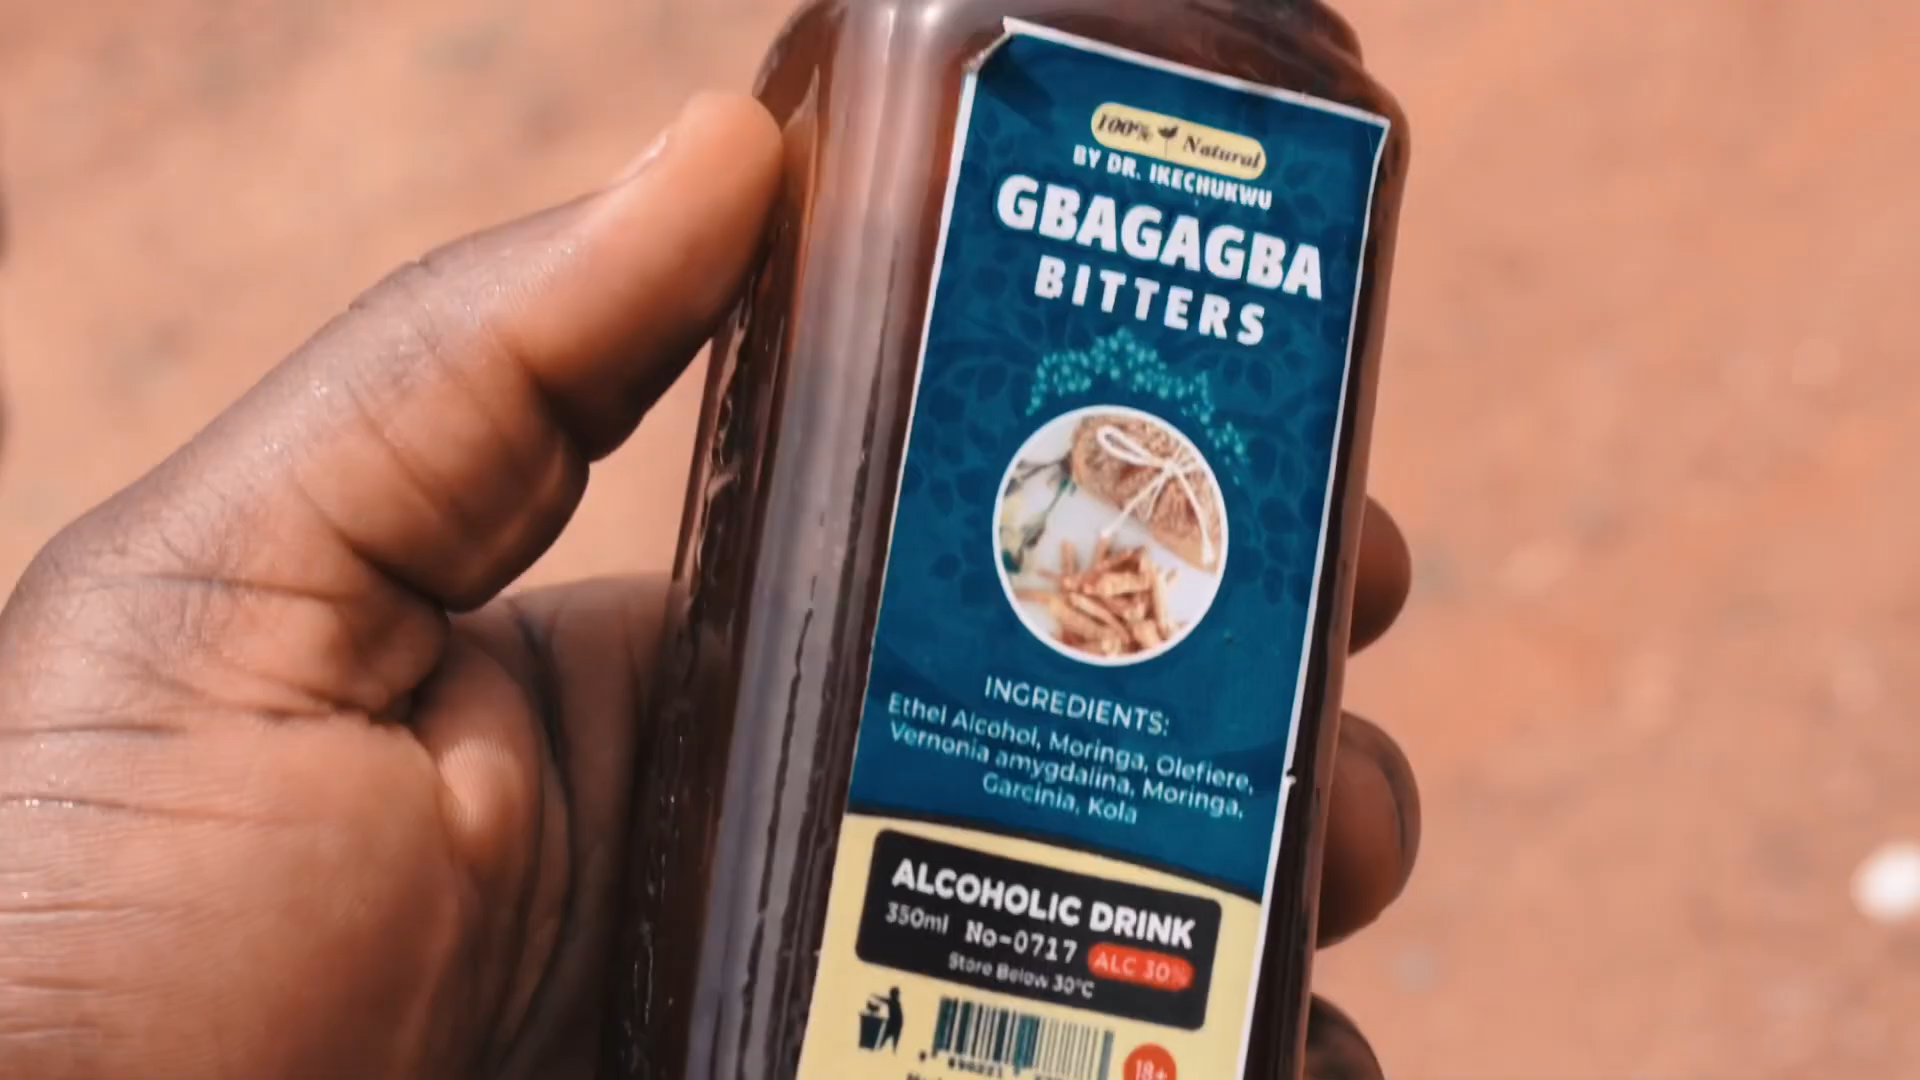 100% Natural
BY DR. IKECHUKWU
GBAGAGBA
BITTERS
INGREDIENTS:
Ethel Alcohol, Moringa, Olefiere,
Vernonia amygdalina, Moringa,
Garcinia, Kola
ALCOHOLIC DRINK
350ml No-0717 ALC 30%
Store Below 30°C
18+